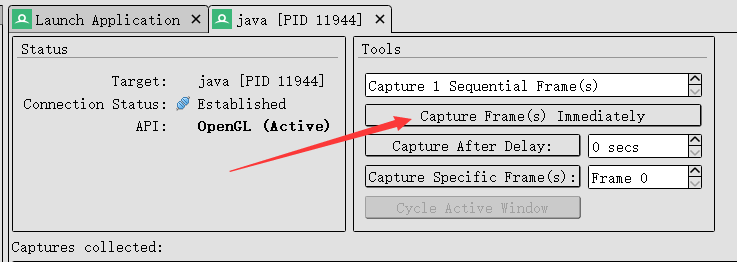 Launch Application
java [PID 11944]
Status
Target: java [PID 11944]
Connection Status: Established
API: OpenGL (Active)
Tools
Capture 1 Sequential Frame(s)
Capture Frame(s) Immediately
Capture After Delay: 0 secs
Capture Specific Frame(s): Frame 0
Cycle Active Window
Captures collected: